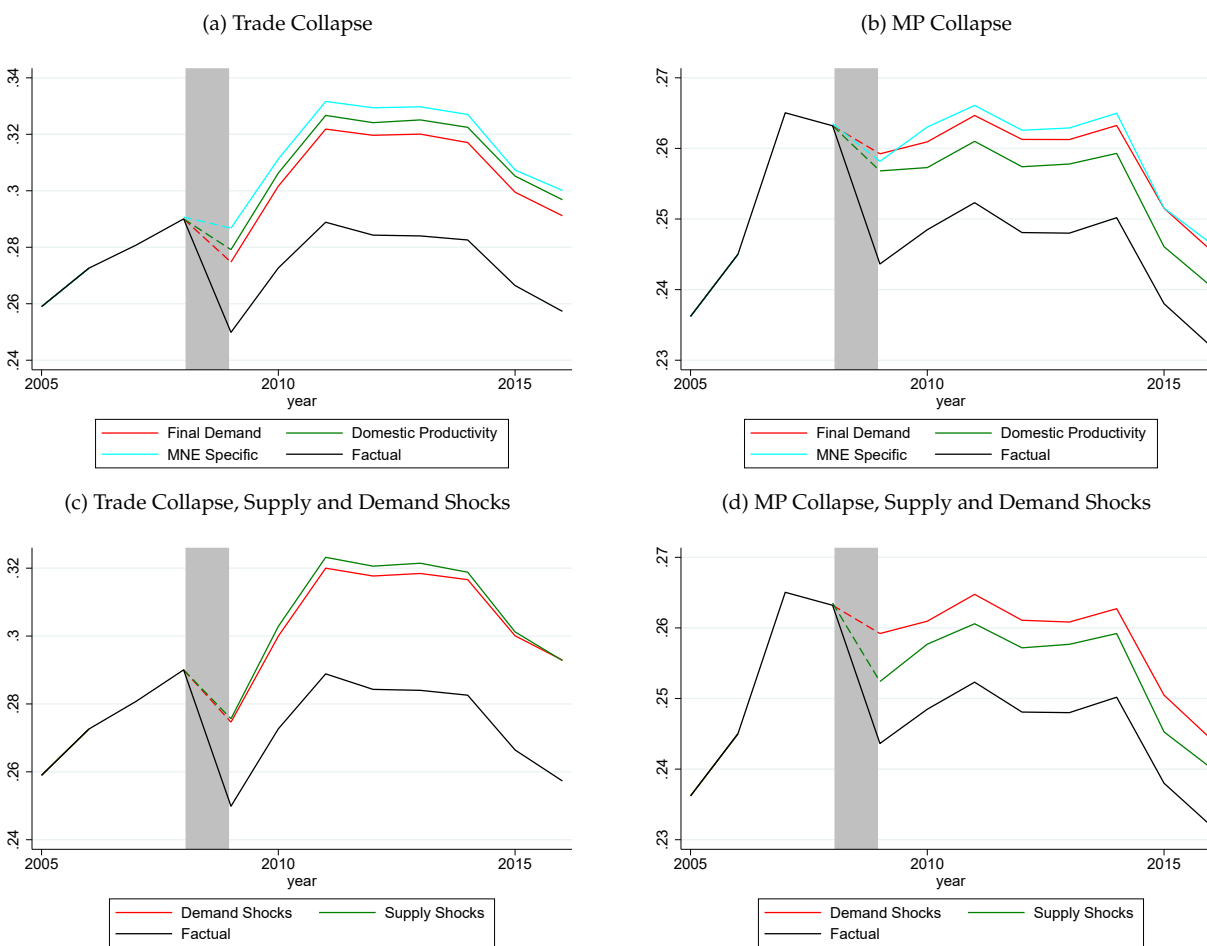 (a) Trade Collapse
.34
.32
.3
.28
.26
.24
2005
2010
2015
year
Final Demand
Domestic Productivity
MNE Specific
Factual
(b) MP Collapse
.27
.26
.25
.24
.23
2005
2010
2015
year
Final Demand
Domestic Productivity
MNE Specific
Factual
(c) Trade Collapse, Supply and Demand Shocks
.32
.3
.28
.26
.24
2005
2010
2015
year
Demand Shocks
Supply Shocks
Factual
(d) MP Collapse, Supply and Demand Shocks
.27
.26
.25
.24
.23
2005
2010
2015
year
Demand Shocks
Supply Shocks
Factual